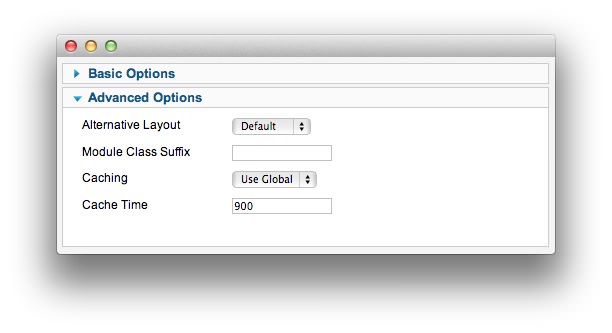 Basic Options
Advanced Options
Alternative Layout Default
Module Class Suffix
Caching Use Global
Cache Time 900